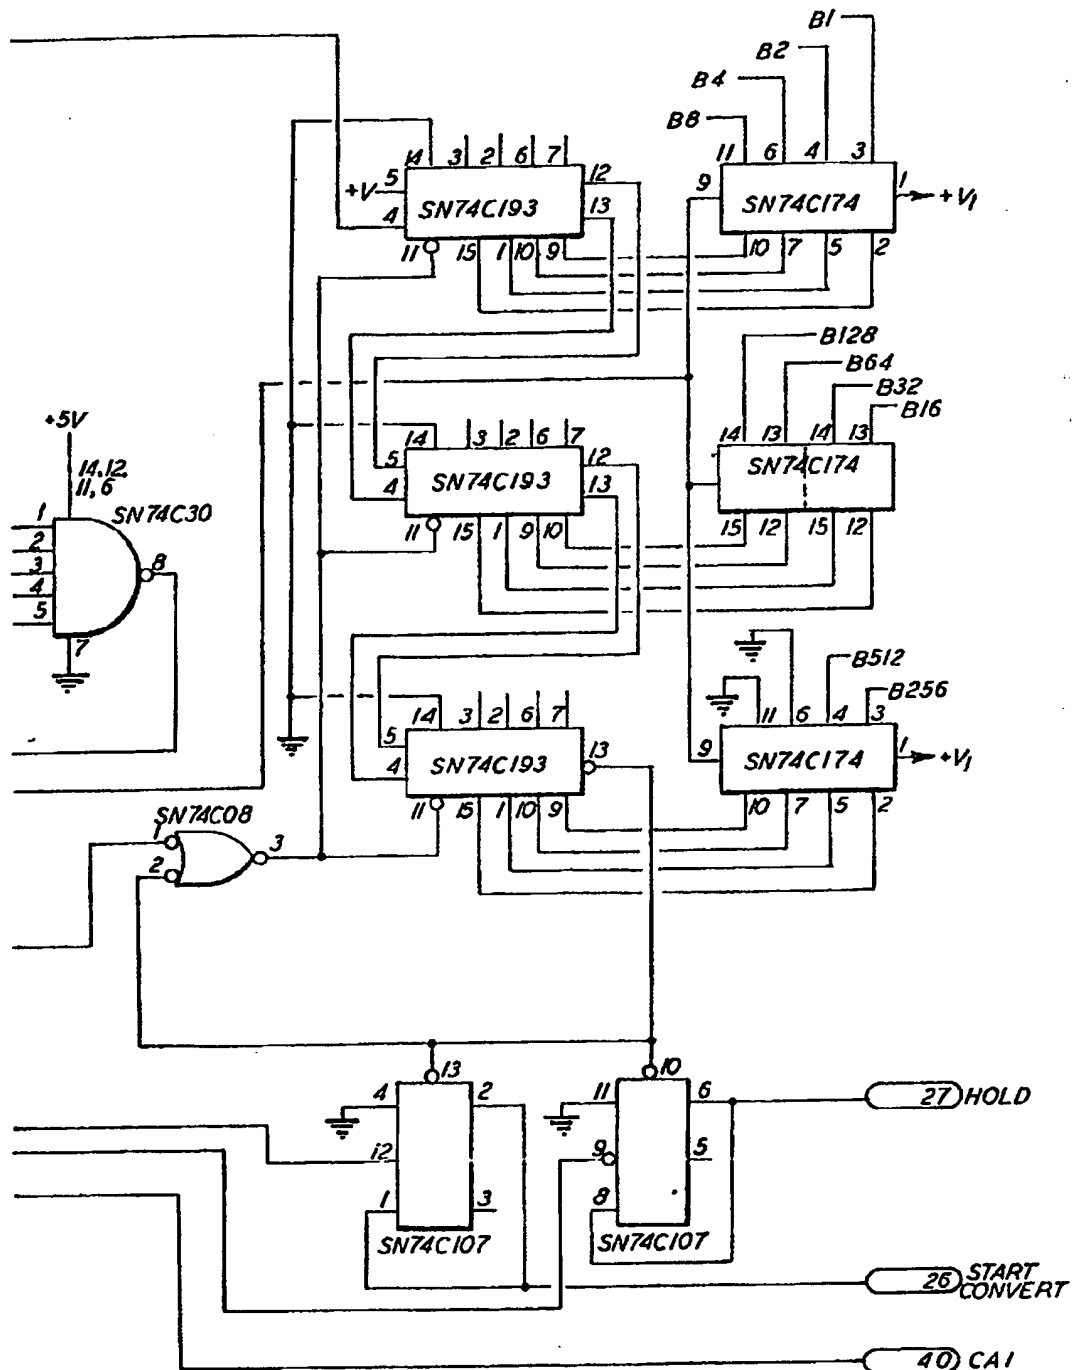 B1
B2
B4
B8
14 3 2 6 7
11 6 4 3
+V 5 12
9 1 +V1
4 SN74C193 13
SN74C174
11 15 1 10 9
10 7 5 2
B128
B64
B32
B16
+5V
14 3 2 6 7
14 13 14 13
14,12,
11,6
5 12
SN74C174
4 SN74C193 13
1 SN74C30
11 15 1 9 10
15 12 15 12
2
3 8
4
5
7
B512
B256
14 3 2 6 7
11 6 4 3
5 13
4 SN74C193
9 SN74C174 1 +V1
11 15 1 10 9
10 7 5 2
SN74C08
1
2 3
13
10
4 2
11 6
27 HOLD
12
9 5
1 3
8
SN74C107
SN74C107
26 START
CONVERT
40 CA1